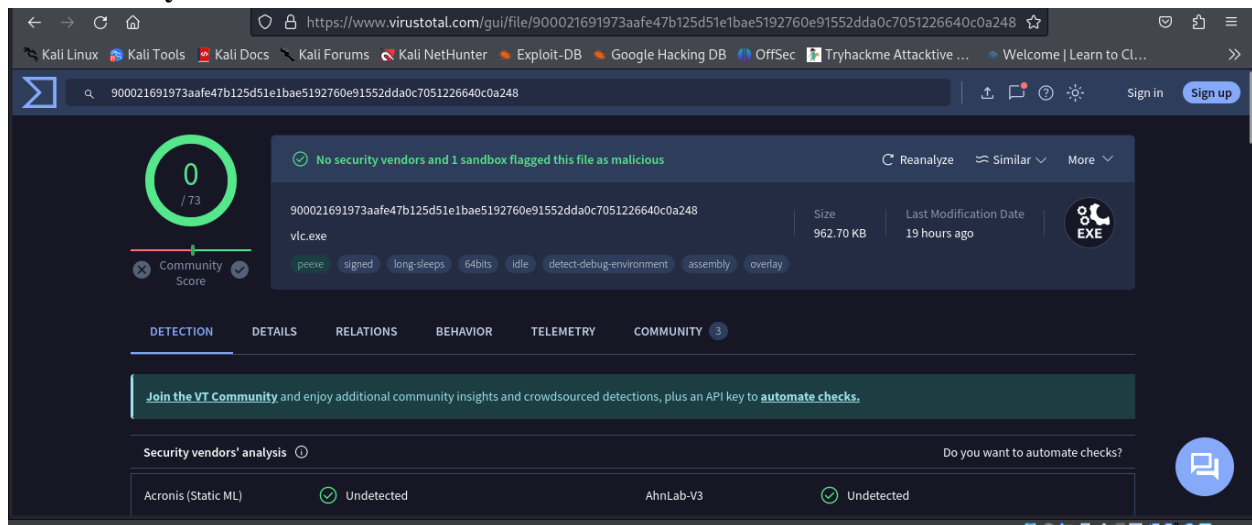 https://www.virustotal.com/gui/file/900021691973aafe47b125d51e1bae5192760e91552dda0c7051226640c0a248
Kali Linux Kali Tools Kali Docs Kali Forums Kali NetHunter Exploit-DB Google Hacking DB OffSec Tryhackme Attacktive ... Welcome | Learn to Cl...
900021691973aafe47b125d51e1bae5192760e91552dda0c7051226640c0a248 Sign in Sign up
0
/ 73
Community
Score
No security vendors and 1 sandbox flagged this file as malicious Reanalyze Similar More
900021691973aafe47b125d51e1bae5192760e91552dda0c7051226640c0a248
vlc.exe
Size
962.70 KB
Last Modification Date
19 hours ago
EXE
peexe signed long-sleeps 64bits idle detect-debug-environment assembly overlay
DETECTION DETAILS RELATIONS BEHAVIOR TELEMETRY COMMUNITY 3
Join the VT Community and enjoy additional community insights and crowdsourced detections, plus an API key to automate checks.
Security vendors' analysis Do you want to automate checks?
Acronis (Static ML) Undetected AhnLab-V3 Undetected